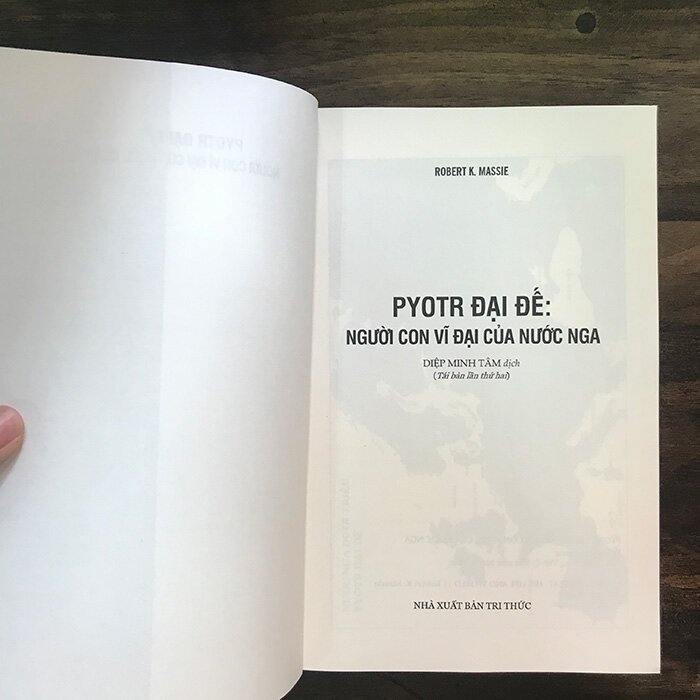 ROBERT K. MASSIE
PYOTR ĐẠI ĐẾ:
NGƯỜI CON VĨ ĐẠI CỦA NƯỚC NGA
DIỆP MINH TÂM dịch
(Tái bản lần thứ hai)
NHÀ XUẤT BẢN TRI THỨC